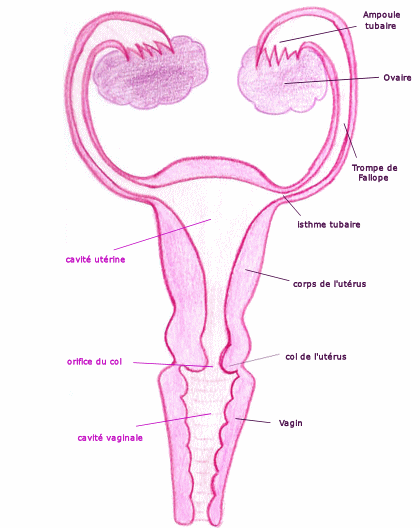 Ampoule
tubaire
Ovaire
Trompe de
Fallope
isthme tubaire
cavité utérine
corps de l'utérus
orifice du col
col de l'utérus
Vagin
cavité vaginale